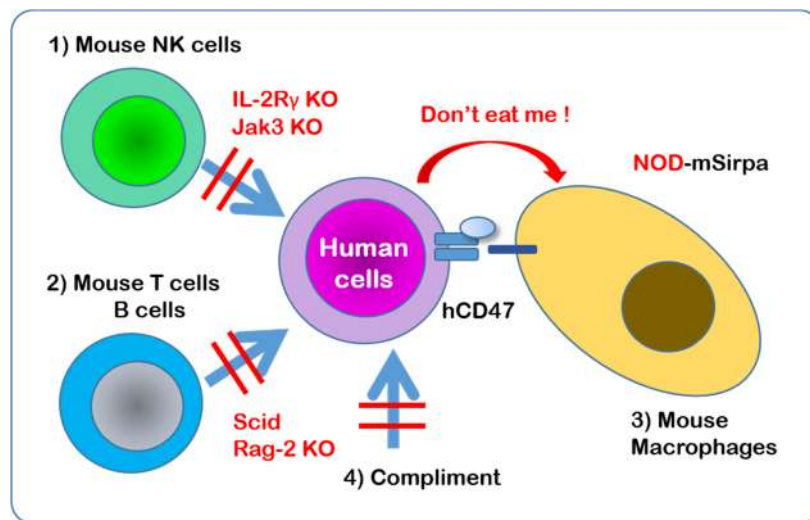 1) Mouse NK cells
IL-2Rγ KO
Jak3 KO
Don't eat me !
NOD-mSirpa
Human
cells
hCD47
2) Mouse T cells
B cells
Scid
Rag-2 KO
4) Compliment
3) Mouse
Macrophages